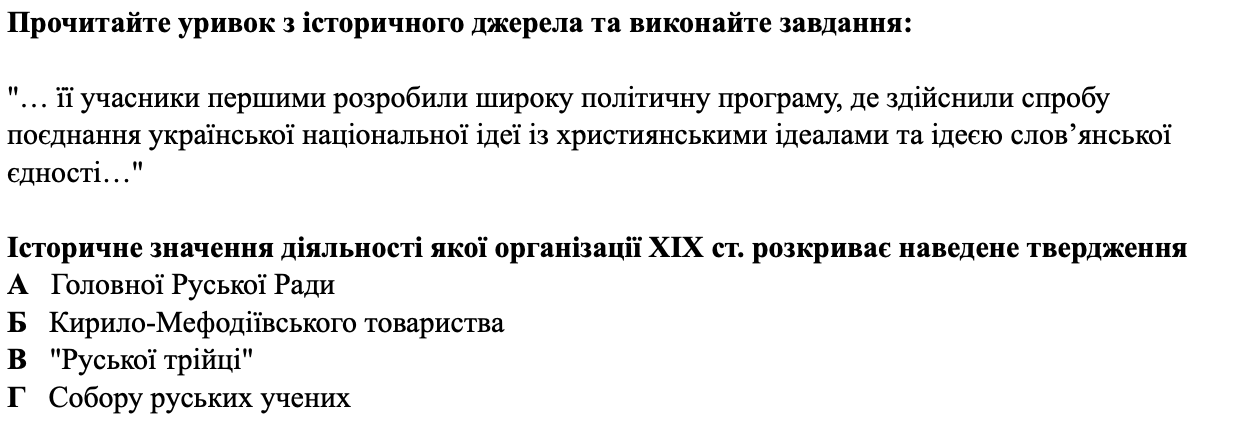 Прочитайте уривок з історичного джерела та виконайте завдання:
"… її учасники першими розробили широку політичну програму, де здійснили спробу
поєднання української національної ідеї із християнськими ідеалами та ідеєю слов’янської
єдності…"
Історичне значення діяльності якої організації XIX ст. розкриває наведене твердження
А Головної Руської Ради
Б Кирило-Мефодіївського товариства
В "Руської трійці"
Г Собору руських учених